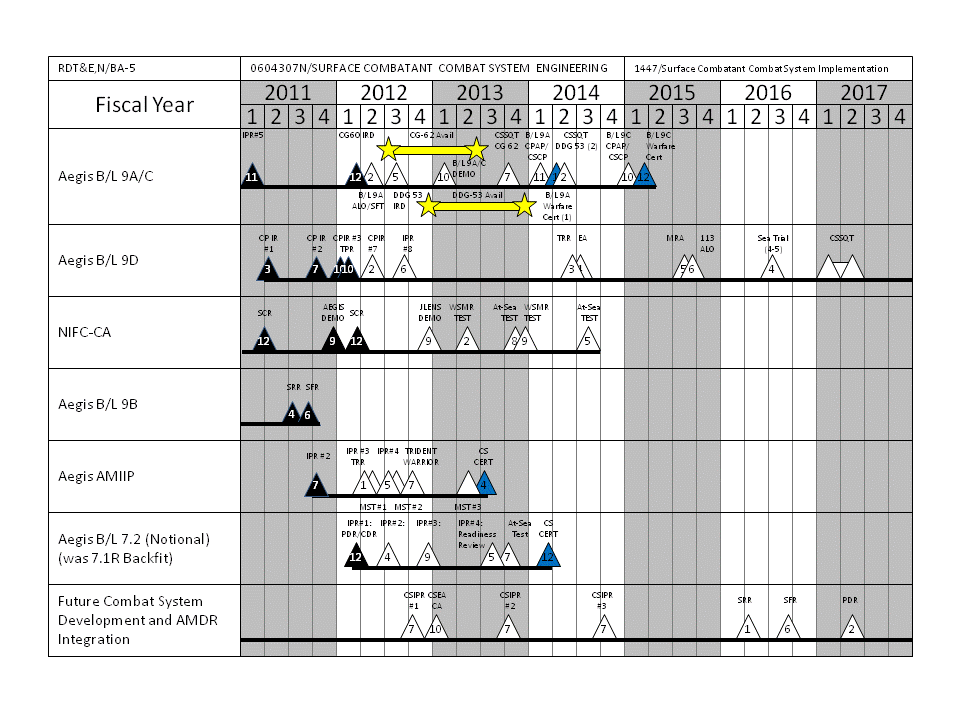 RDT&E,N/BA-5 0604307N/SURFACE COMBATANT COMBAT SYSTEM ENGINEERING 1447/Surface Combatant Combat System Implementation
Fiscal Year 2011 2012 2013 2014 2015 2016 2017
1 2 3 4 1 2 3 4 1 2 3 4 1 2 3 4 1 2 3 4 1 2 3 4 1 2 3 4
IPR#5 CG60 IRD CG-62 Avail CSSQT B/L9A CSSQT B/L9C B/L9C
CG 62 CPAP/ DDG 53 (2) CPAP/ Warfare
CSCP CSCP Cert
B/L9A/C
DEMO
Aegis B/L 9A/C
11 12 2 5 10 7 11 2 10 12
B/L9A DDG 53 DDG-53 Avail B/L9A
ALO/SFT IRD Warfare
Cert (1)
CPIR CPIR CPIR #3 CPIR IPR TRR EA MRA 113 Sea Trial CSSQT
#1 #2 TPR #7 #8 ALO (4-5)
Aegis B/L 9D
3 7 10 2 6 3 5 6 4
SCR AEGIS SCR JLENS WSMR At-Sea WSMR At-Sea
DEMO DEMO TEST TEST TEST TEST
NIFC-CA
12 9 12 9 2 8 9 5
SRR SFR
Aegis B/L 9B
4 6
IPR #2 IPR #3 IPR#4 TRIDENT CS
TRR WARRIOR CERT
Aegis AMIIP
7 1 5 7 4
MST#1 MST#2 MST#3
IPR#1: IPR#2: IPR#3: IPR#4: At-Sea CS
PDR/CDR Readiness Test CERT
Review
Aegis B/L 7.2 (Notional)
(was 7.1R Backfit)
12 4 9 5 7 12
CSIPR CSEA CSIPR CSIPR SRR SFR PDR
#1 CA #2 #3
Future Combat System
Development and AMDR
Integration
7 10 7 7 1 6 2